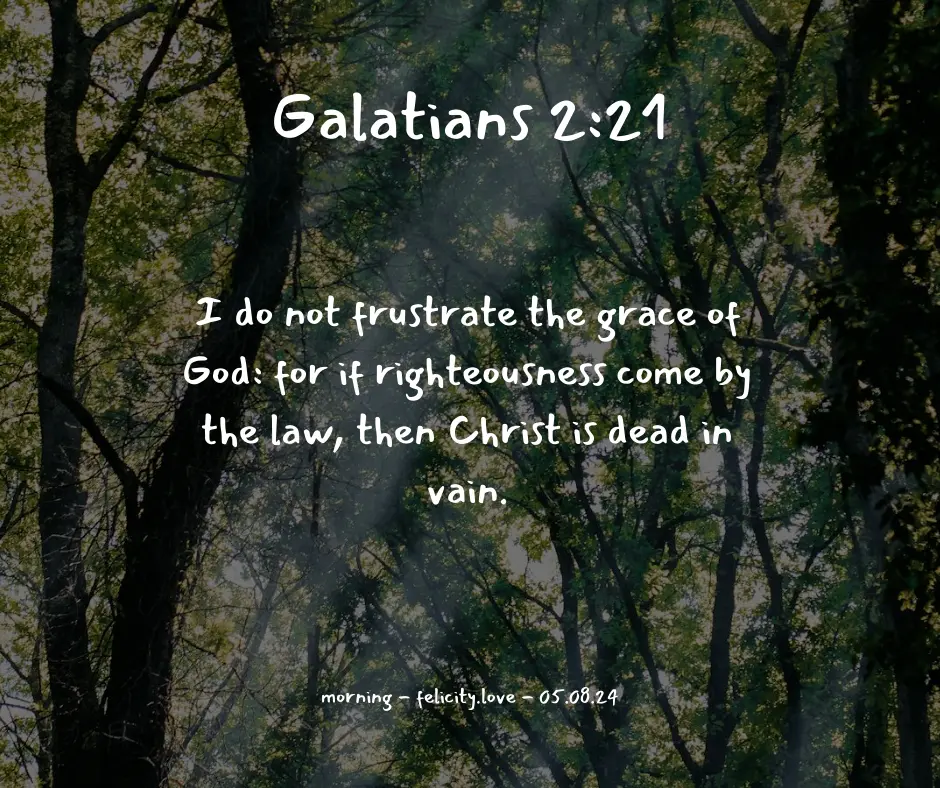 Galatians 2:21
I do not frustrate the grace of
God: for if righteousness come by
the law, then Christ is dead in
vain.
morning - felicity.love - 05.08.24